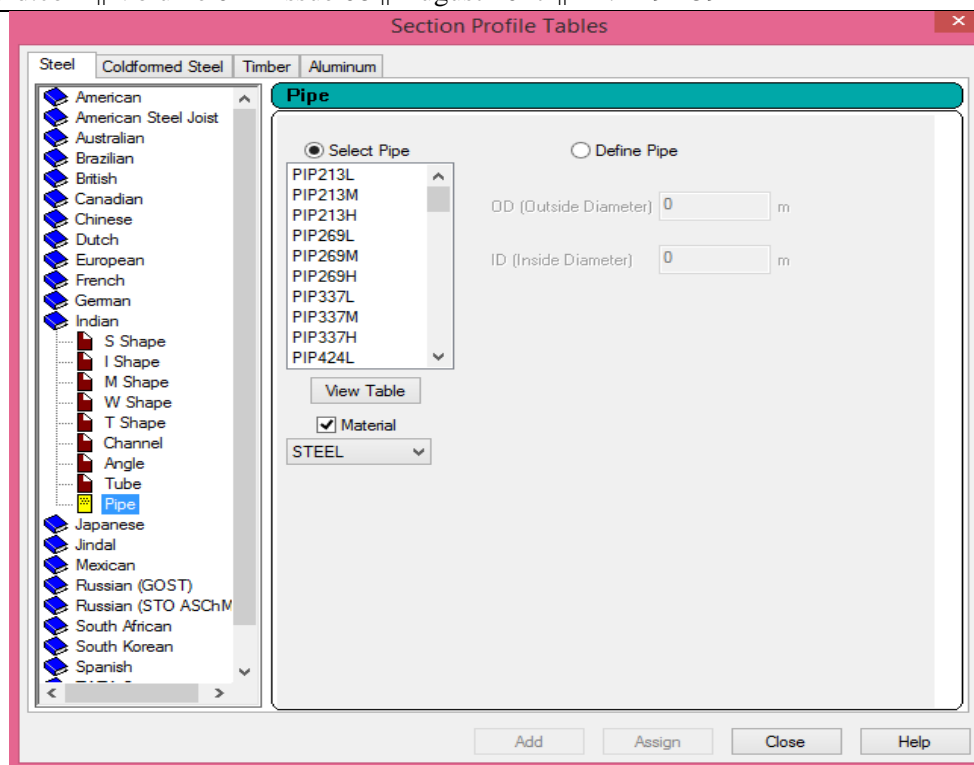 Section Profile Tables
Steel
Coldformed Steel
Timber
Aluminum
American
American Steel Joist
Australian
Brazilian
British
Canadian
Chinese
Dutch
European
French
German
Indian
S Shape
I Shape
M Shape
W Shape
T Shape
Channel
Angle
Tube
Pipe
Japanese
Jindal
Mexican
Russian (GOST)
Russian (STO ASChM
South African
South Korean
Spanish
Pipe
Select Pipe
Define Pipe
PIP213L
PIP213M
PIP213H
PIP269L
PIP269M
PIP269H
PIP337L
PIP337M
PIP337H
PIP424L
OD (Outside Diameter) 0 m
ID (Inside Diameter) 0 m
View Table
Material
STEEL
Add
Assign
Close
Help